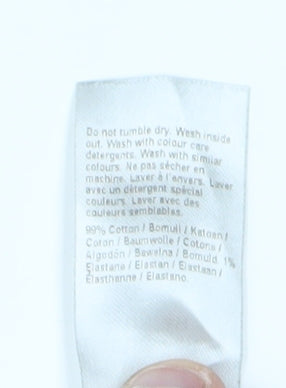 Do not tumble dry. Wash inside
out. Wash with colour care
detergents. Wash with similar
colours. Ne pas sécher en
machine. Laver à l'envers. Laver
avec un détergent spécial
couleurs. Laver avec des
couleurs semblables.
99% Cotton / Bomull / Katoen /
Coton / Baumwolle / Cotone /
Algodón / Bawełna / Bomuld. 1%
Elastane / Elastan / Elastaan /
Élasthanne / Elastano.